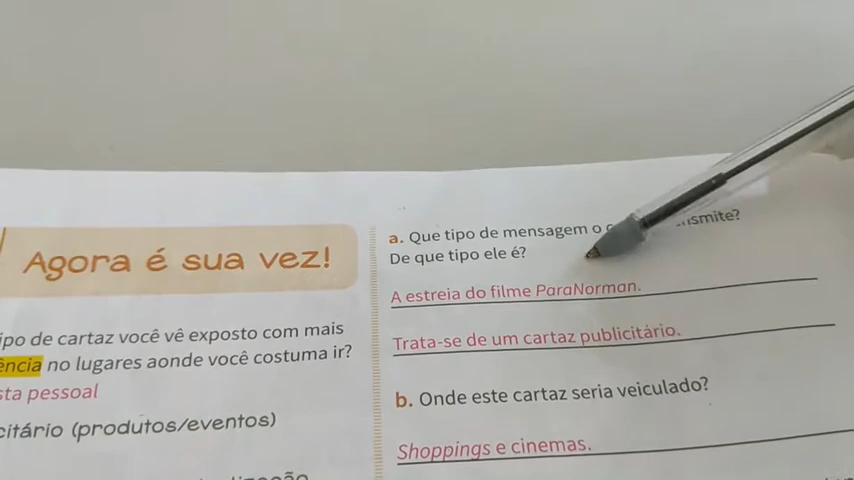 Agora é sua vez!
ipo de cartaz você vê exposto com mais
ência no lugares aonde você costuma ir?
sta pessoal
citário (produtos/eventos)
a. Que tipo de mensagem o
smite?
De que tipo ele é?
A estreia do filme ParaNorman.
Trata-se de um cartaz publicitário.
b. Onde este cartaz seria veiculado?
Shoppings e cinemas.